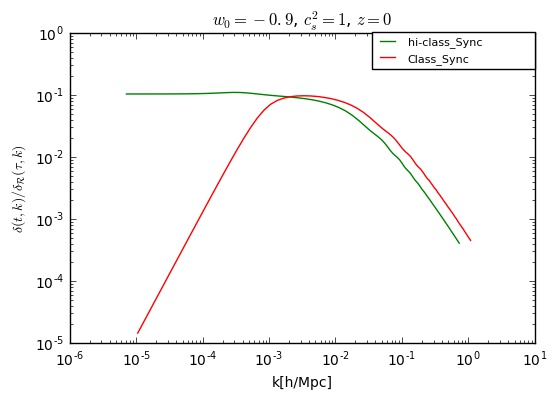 w₀ = −0.9, cₛ² = 1, z = 0
hi-class_Sync
Class_Sync
δ(t, k)/δ_ℛ(τ, k)
10⁰
10⁻¹
10⁻²
10⁻³
10⁻⁴
10⁻⁵
10⁻⁶ 10⁻⁵ 10⁻⁴ 10⁻³ 10⁻² 10⁻¹ 10⁰ 10¹
k[h/Mpc]